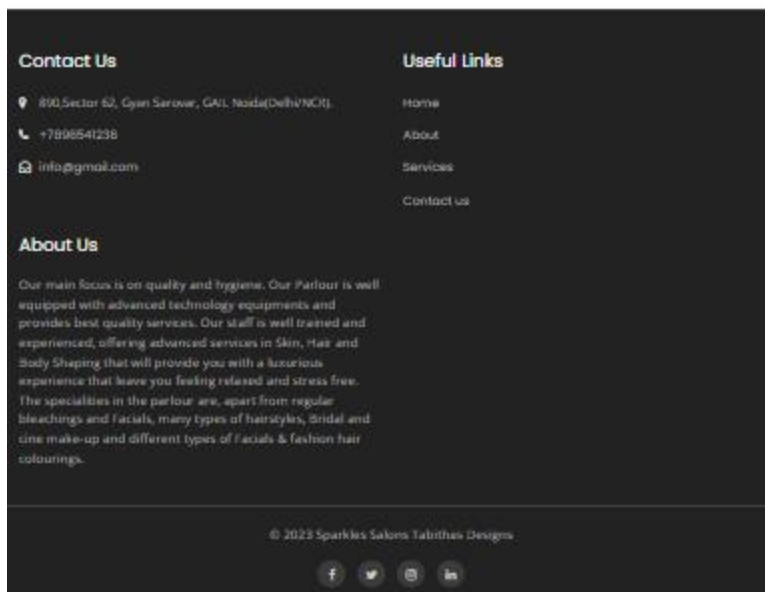 Contact Us
890,Sector 62, Gyan Sarovar, GAIL Noida(Delhi/NCR).
+7896541236
info@gmail.com
About Us
Our main focus is on quality and hygiene. Our Parlour is well
equipped with advanced technology equipments and
provides best quality services. Our staff is well trained and
experienced, offering advanced services in Skin, Hair and
Body Shaping that will provide you with a luxurious
experience that leave you feeling relaxed and stress free.
The specialities in the parlour are, apart from regular
bleachings and Facials, many types of hairstyles, Bridal and
cine make-up and different types of Facials & fashion hair
colourings.
Useful Links
Home
About
Services
Contact us
© 2023 Sparkles Salons Tabithas Designs